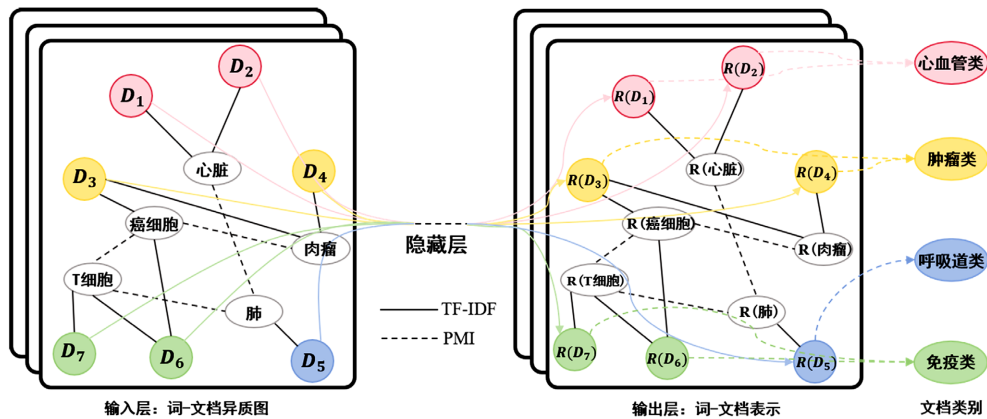 D₁
D₂
D₃
D₄
心脏
癌细胞
肉瘤
T细胞
肺
D₇
D₆
D₅
输入层：词-文档异质图
隐藏层
TF-IDF
PMI
R(D₁)
R(D₂)
R(D₃)
R(D₄)
R(心脏)
R(癌细胞)
R(肉瘤)
R(T细胞)
R(肺)
R(D₇)
R(D₆)
R(D₅)
输出层：词-文档表示
心血管类
肿瘤类
呼吸道类
免疫类
文档类别